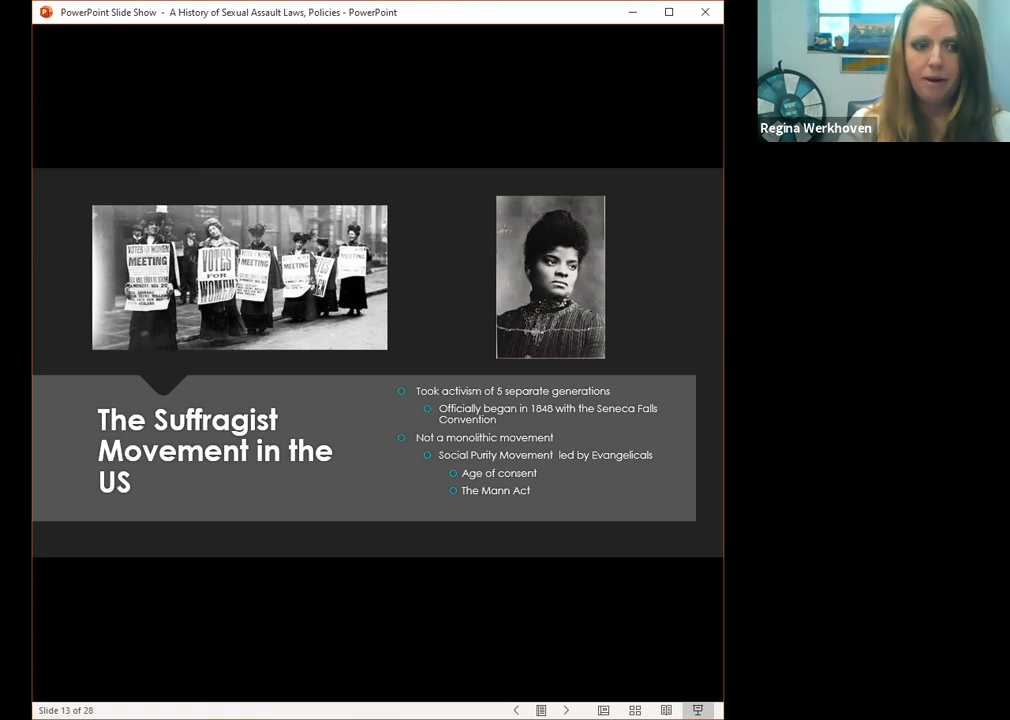 PowerPoint Slide Show - A History of Sexual Assault Laws, Policies - PowerPoint
Regina Werkhoven
VOTES FOR WOMEN
MEETING
VOTES
FOR
WOMEN
MEETING
MEETING
MEETING
The Suffragist
Movement in the
US
Took activism of 5 separate generations
Officially began in 1848 with the Seneca Falls
Convention
Not a monolithic movement
Social Purity Movement led by Evangelicals
Age of consent
The Mann Act
Slide 13 of 28